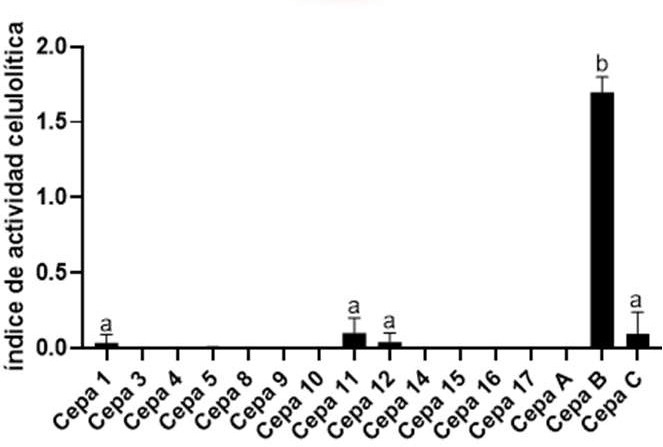 índice de actividad celulolítica
2.0
1.5
1.0
0.5
0.0
a
a
a
b
a
Cepa 1
Cepa 3
Cepa 4
Cepa 5
Cepa 8
Cepa 9
Cepa 10
Cepa 11
Cepa 12
Cepa 14
Cepa 15
Cepa 16
Cepa 17
Cepa A
Cepa B
Cepa C